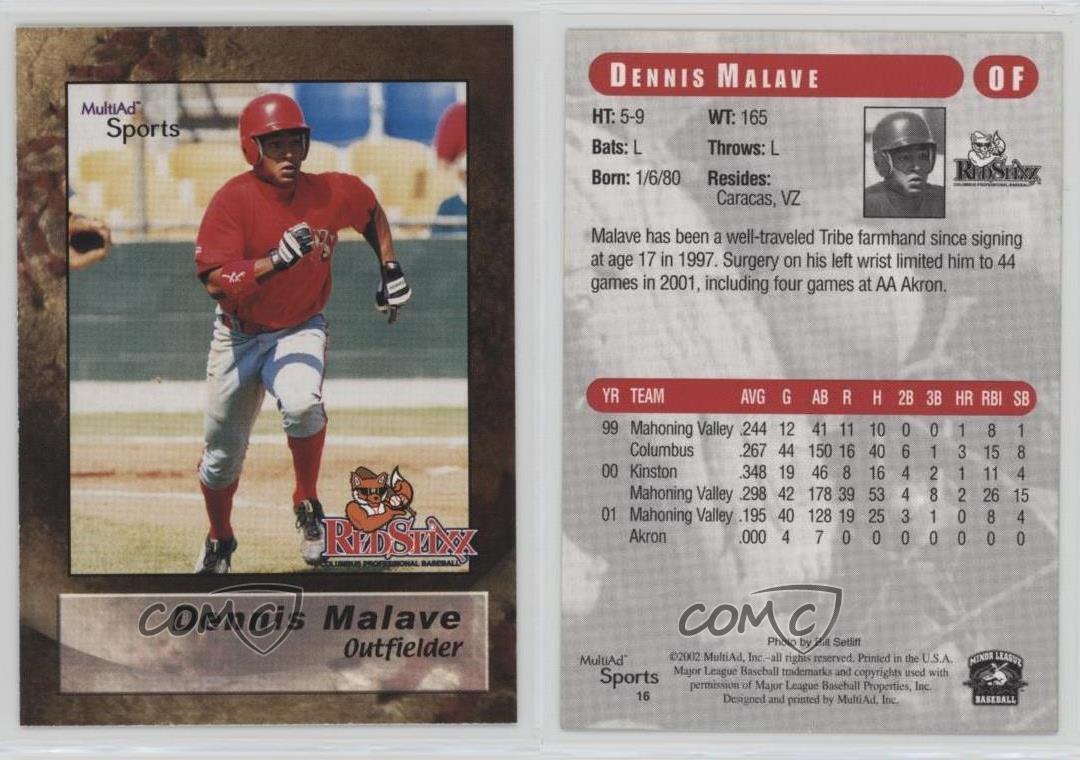 MultiAd™
Sports
REDSTIXX
COLUMBUS PROFESSIONAL BASEBALL
Dennis Malave
Outfielder
COMC
DENNIS MALAVE
OF
HT: 5-9 WT: 165
Bats: L Throws: L
Born: 1/6/80 Resides:
Caracas, VZ
REDSTIXX
COLUMBUS PROFESSIONAL BASEBALL
Malave has been a well-traveled Tribe farmhand since signing
at age 17 in 1997. Surgery on his left wrist limited him to 44
games in 2001, including four games at AA Akron.
YR TEAM AVG G AB R H 2B 3B HR RBI SB
99 Mahoning Valley .244 12 41 11 10 0 0 1 8 1
Columbus .267 44 150 16 40 6 1 3 15 8
00 Kinston .348 19 46 8 16 4 2 1 11 4
Mahoning Valley .298 42 178 39 53 4 8 2 26 15
01 Mahoning Valley .195 40 128 19 25 3 1 0 8 4
Akron .000 4 7 0 0 0 0 0 0 0
COMC
Photo by Bill Setliff
MultiAd™
Sports
16
©2002 MultiAd, Inc.–all rights reserved. Printed in the U.S.A.
Major League Baseball trademarks and copyrights used with
permission of Major League Baseball Properties, Inc.
Designed and printed by MultiAd, Inc.
MINOR LEAGUE
BASEBALL